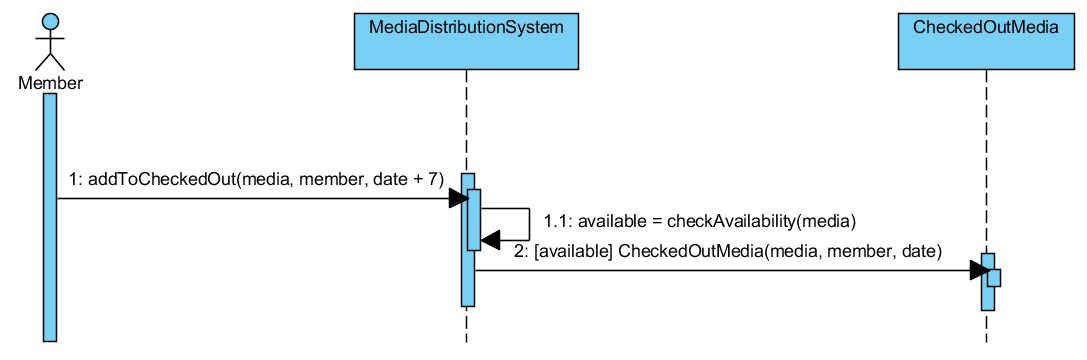 MediaDistributionSystem
CheckedOutMedia
Member
1: addToCheckedOut(media, member, date + 7)
1.1: available = checkAvailability(media)
2: [available] CheckedOutMedia(media, member, date)